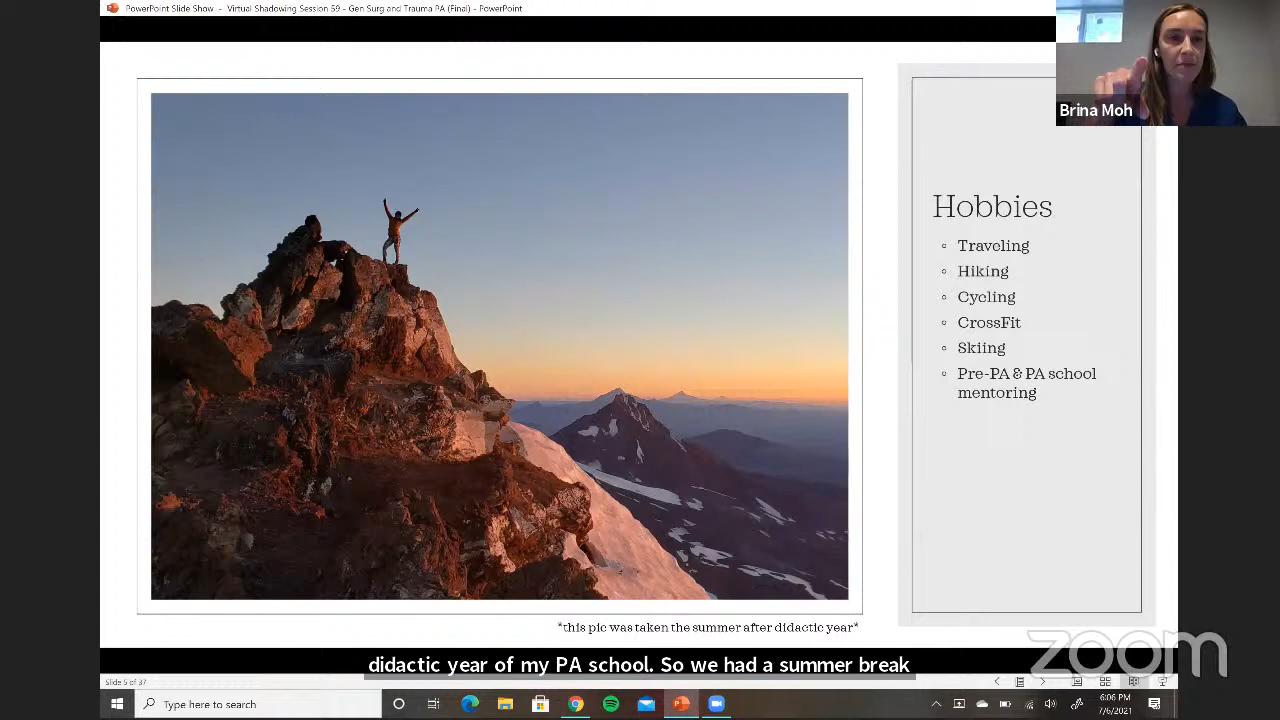 PowerPoint Slide Show - Virtual Shadowing Session 59 - Gen Surg and Trauma PA (Final) - PowerPoint
Brina Moh
Hobbies
Traveling
Hiking
Cycling
CrossFit
Skiing
Pre-PA & PA school
mentoring
*this pic was taken the summer after didactic year*
didactic year of my PA school. So we had a summer break
zoom
Slide 5 of 37
Type here to search
6:06 PM
7/6/2021